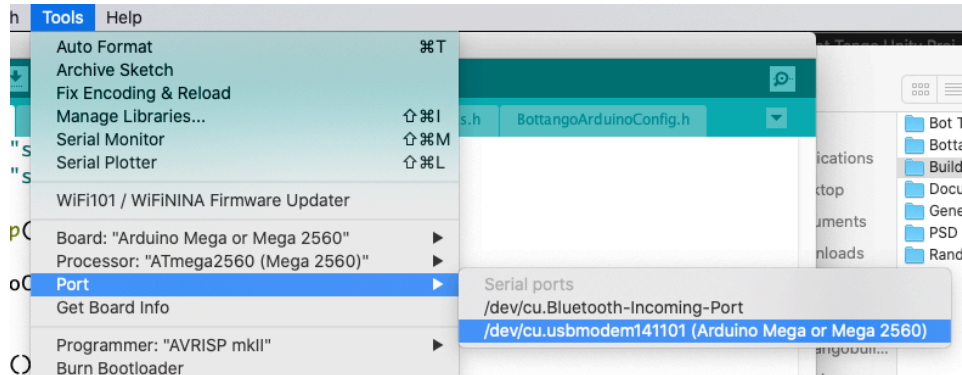 Tools Help
Auto Format ⌘T
Archive Sketch
Fix Encoding & Reload
Manage Libraries... ⇧⌘I
Serial Monitor ⇧⌘M
Serial Plotter ⇧⌘L
WiFi101 / WiFiNINA Firmware Updater
Board: "Arduino Mega or Mega 2560"
Processor: "ATmega2560 (Mega 2560)"
Port
Get Board Info
Programmer: "AVRISP mkII"
Burn Bootloader
Serial ports
/dev/cu.Bluetooth-Incoming-Port
/dev/cu.usbmodem141101 (Arduino Mega or Mega 2560)
s.h BottangoArduinoConfig.h
Bot T
Botta
Build
Docu
Gene
PSD
Rand
ications
ktop
uments
nloads